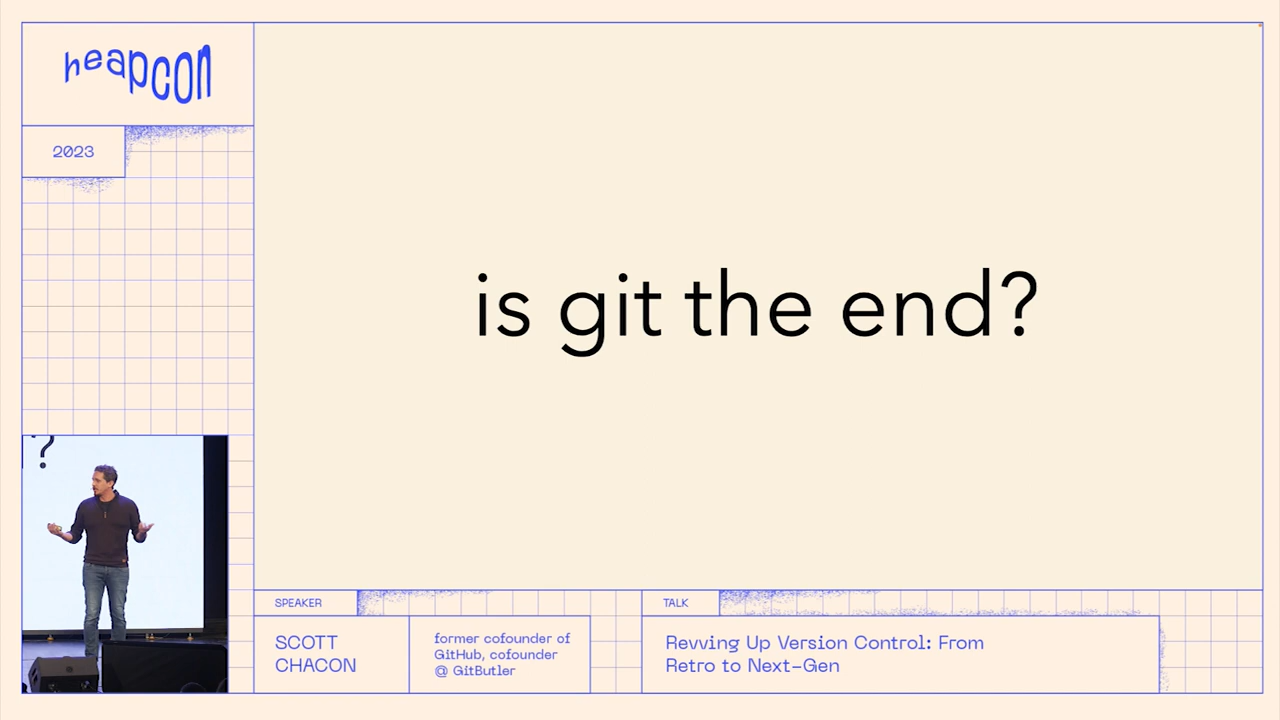 heapcon
2023
is git the end?
?
SPEAKER
SCOTT
CHACON
former cofounder of
GitHub, cofounder
@ GitButler
TALK
Revving Up Version Control: From
Retro to Next-Gen